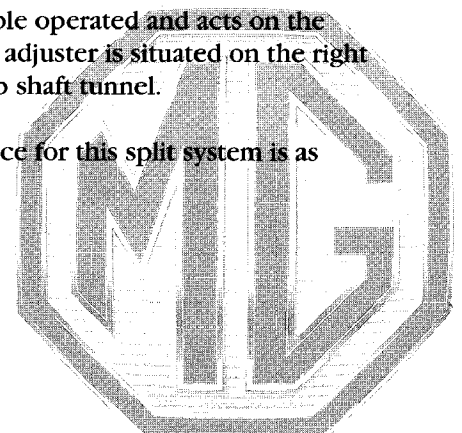 ble operated and acts on the
adjuster is situated on the right
p shaft tunnel.
ce for this split system is as
MG